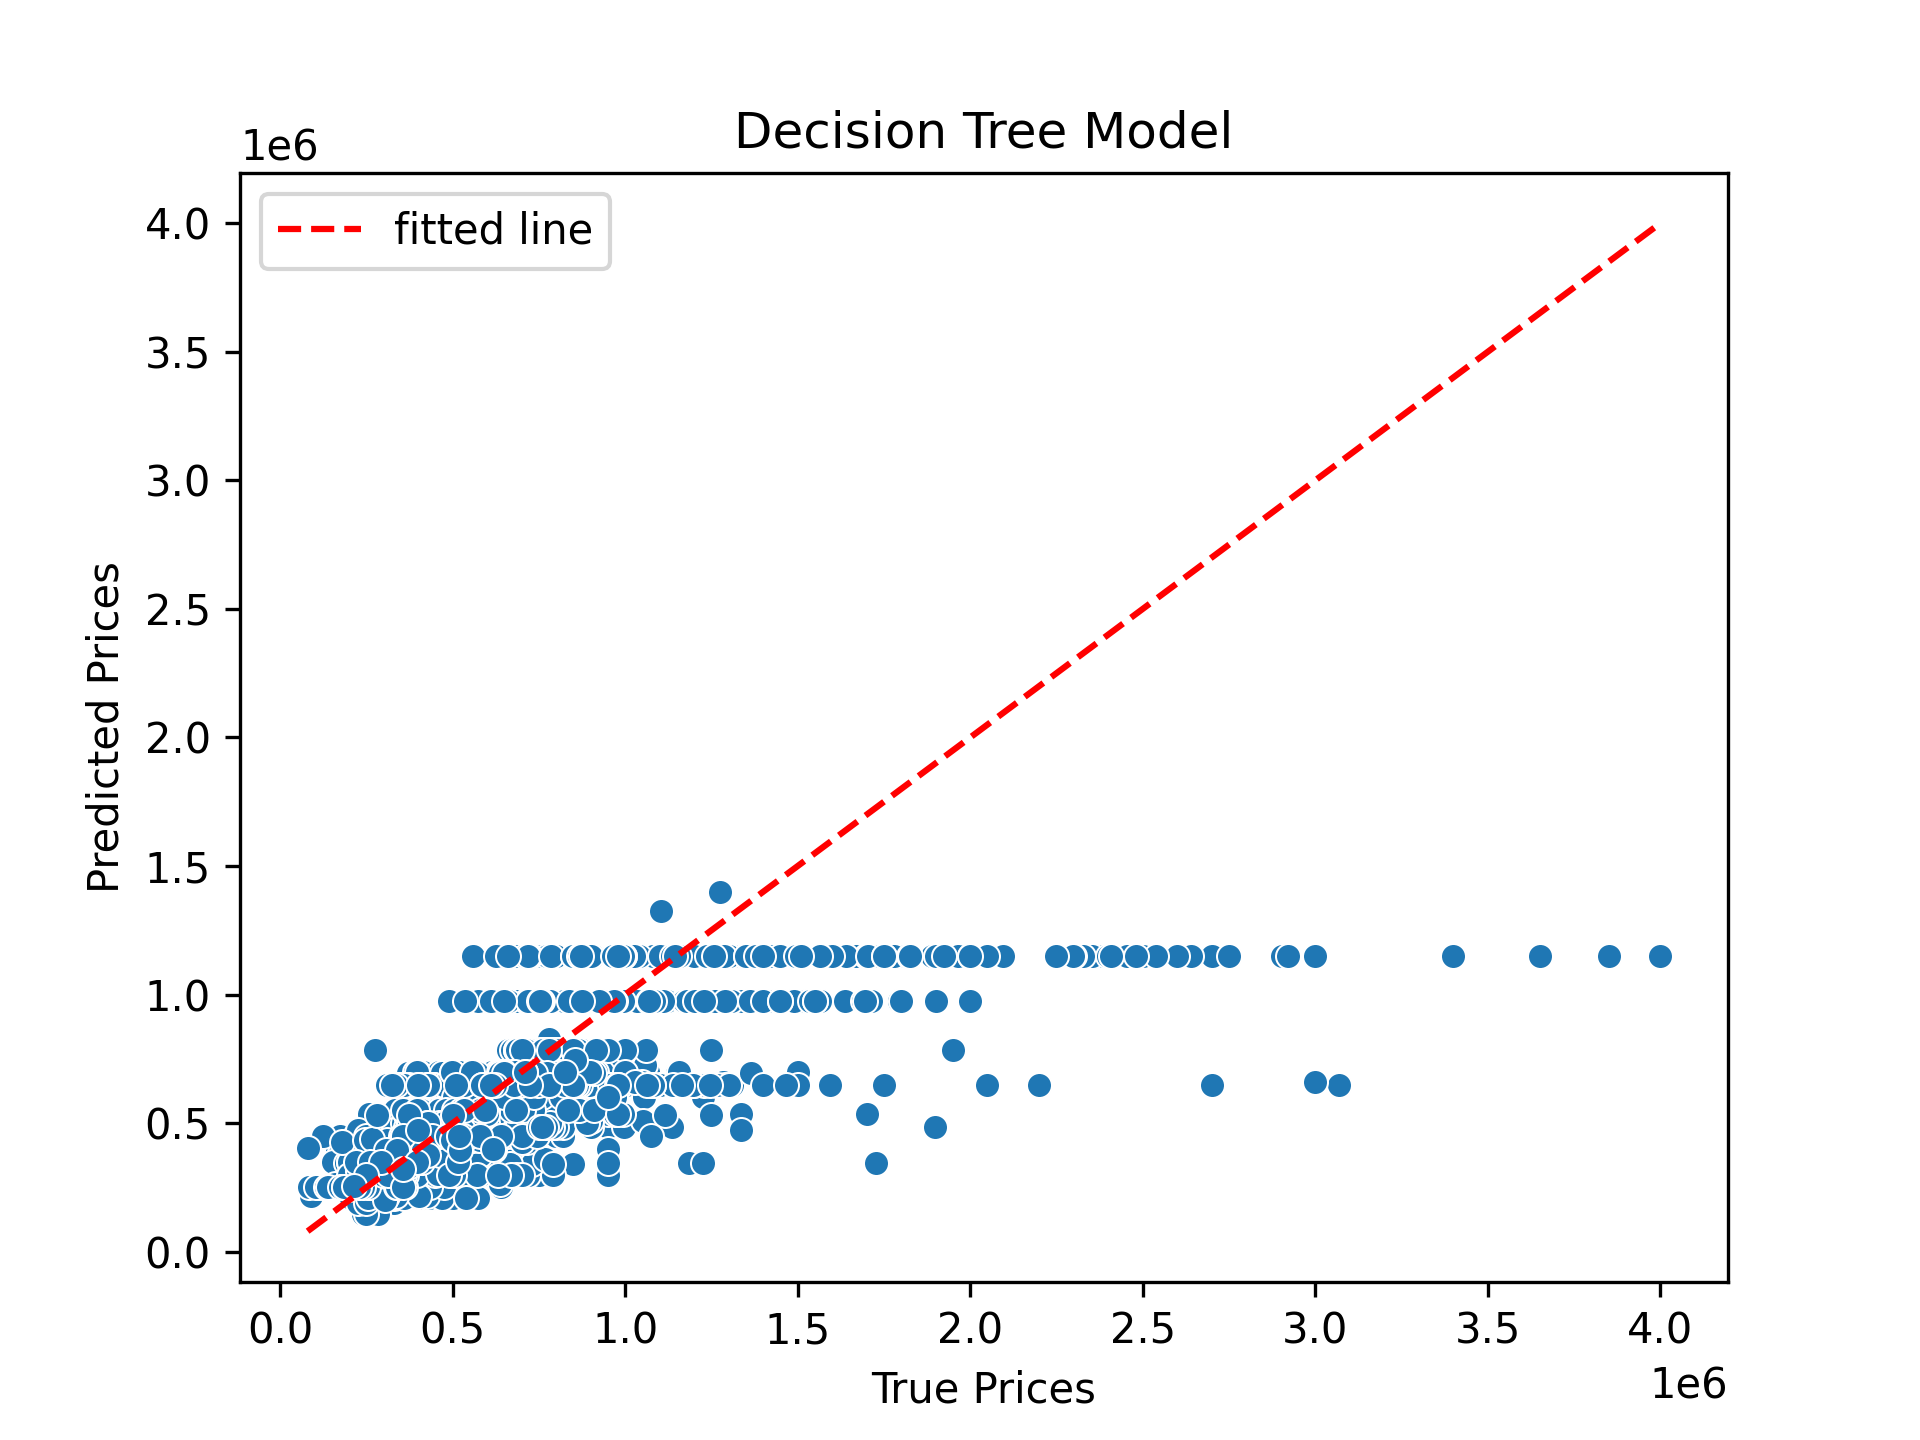 Decision Tree Model
1e6
fitted line
4.0
3.5
3.0
2.5
2.0
1.5
1.0
0.5
0.0
Predicted Prices
0.0 0.5 1.0 1.5 2.0 2.5 3.0 3.5 4.0
1e6
True Prices